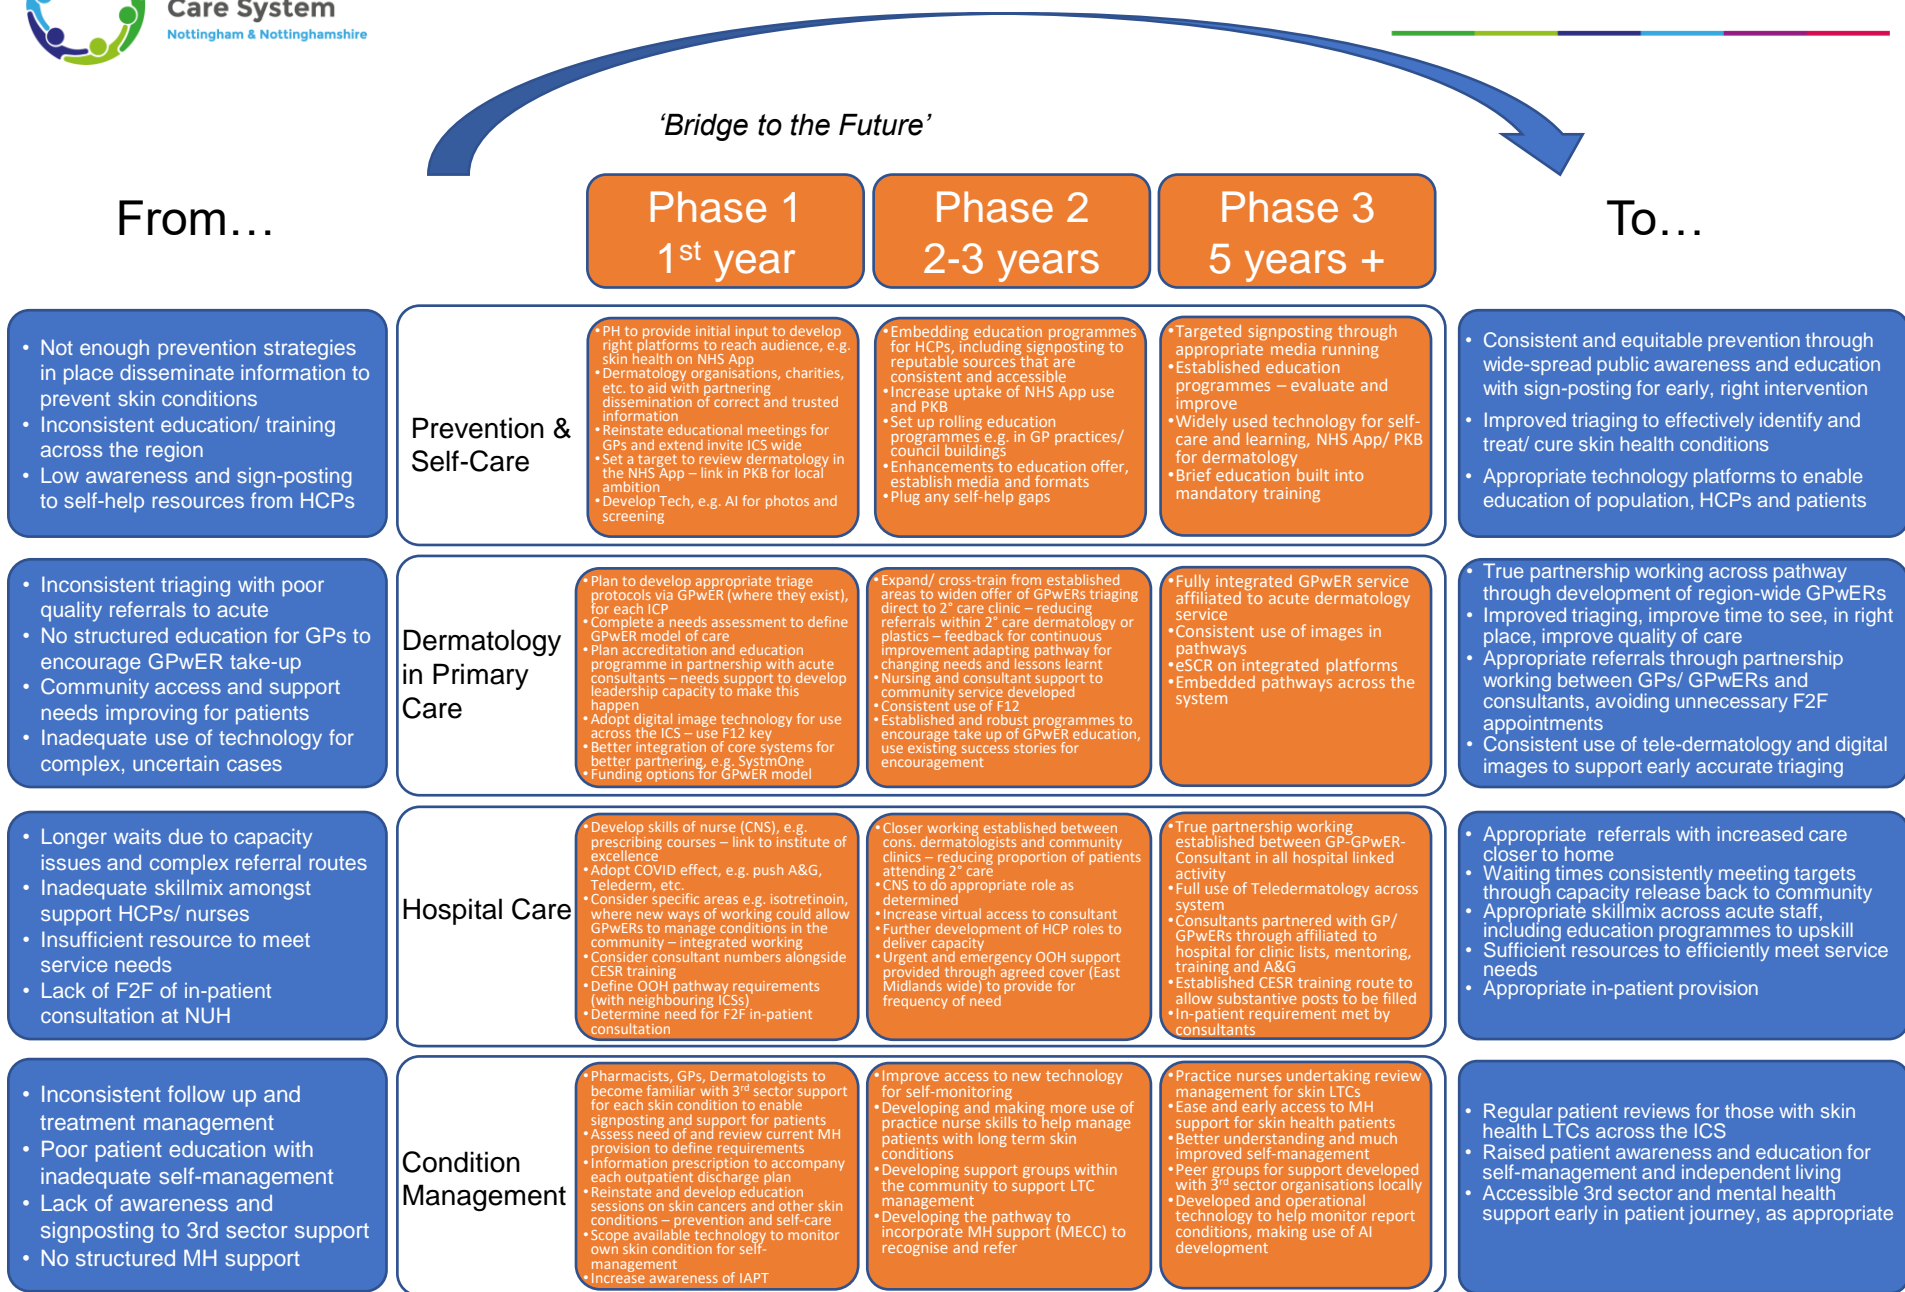 Care System
Nottingham & Nottinghamshire
‘Bridge to the Future’
From…
Phase 1
1st year
Phase 2
2-3 years
Phase 3
5 years +
To…
• Not enough prevention strategies
in place disseminate information to
prevent skin conditions
• Inconsistent education/ training
across the region
• Low awareness and sign-posting
to self-help resources from HCPs
Prevention &
Self-Care
•PH to provide initial input to develop
right platforms to reach audience, e.g.
skin health on NHS App
•Dermatology organisations, charities,
etc. to aid with partnering
dissemination of correct and trusted
information
•Reinstate educational meetings for
GPs and extend invite ICS wide
•Set a target to review dermatology in
the NHS App – link in PKB for local
ambition
•Develop Tech, e.g. AI for photos and
screening
•Embedding education programmes
for HCPs, including signposting to
reputable sources that are
consistent and accessible
•Increase uptake of NHS App use
and PKB
•Set up rolling education
programmes e.g. in GP practices/
council buildings
•Enhancements to education offer,
establish media and formats
•Plug any self-help gaps
•Targeted signposting through
appropriate media running
•Established education
programmes – evaluate and
improve
•Widely used technology for self-
care and learning, NHS App/ PKB
for dermatology
•Brief education built into
mandatory training
• Consistent and equitable prevention through
wide-spread public awareness and education
with sign-posting for early, right intervention
• Improved triaging to effectively identify and
treat/ cure skin health conditions
• Appropriate technology platforms to enable
education of population, HCPs and patients
• Inconsistent triaging with poor
quality referrals to acute
• No structured education for GPs to
encourage GPwER take-up
• Community access and support
needs improving for patients
• Inadequate use of technology for
complex, uncertain cases
Dermatology
in Primary
Care
•Plan to develop appropriate triage
protocols via GPwER (where they exist),
for each ICP
•Complete a needs assessment to define
GPwER model of care
•Plan accreditation and education
programme in partnership with acute
consultants – needs support to develop
leadership capacity to make this
happen
•Adopt digital image technology for use
across the ICS – use F12 key
•Better integration of core systems for
better partnering, e.g. SystmOne
•Funding options for GPwER model
•Expand/ cross-train from established
areas to widen offer of GPwERs triaging
direct to 2° care clinic – reducing
referrals within 2° care dermatology or
plastics – feedback for continuous
improvement adapting pathway for
changing needs and lessons learnt
•Nursing and consultant support to
community service developed
•Consistent use of F12
•Established and robust programmes to
encourage take up of GPwER education,
use existing success stories for
encouragement
•Fully integrated GPwER service
affiliated to acute dermatology
service
•Consistent use of images in
pathways
•eSCR on integrated platforms
•Embedded pathways across the
system
• True partnership working across pathway
through development of region-wide GPwERs
• Improved triaging, improve time to see, in right
place, improve quality of care
• Appropriate referrals through partnership
working between GPs/ GPwERs and
consultants, avoiding unnecessary F2F
appointments
• Consistent use of tele-dermatology and digital
images to support early accurate triaging
• Longer waits due to capacity
issues and complex referral routes
• Inadequate skillmix amongst
support HCPs/ nurses
• Insufficient resource to meet
service needs
• Lack of F2F of in-patient
consultation at NUH
Hospital Care
•Develop skills of nurse (CNS), e.g.
prescribing courses – link to institute of
excellence
•Adopt COVID effect, e.g. push A&G,
Telederm, etc.
•Consider specific areas e.g. isotretinoin,
where new ways of working could allow
GPwERs to manage conditions in the
community – integrated working
•Consider consultant numbers alongside
CESR training
•Define OOH pathway requirements
(with neighbouring ICSs)
•Determine need for F2F in-patient
consultation
•Closer working established between
cons. dermatologists and community
clinics – reducing proportion of patients
attending 2° care
•CNS to do appropriate role as
determined
•Increase virtual access to consultant
•Further development of HCP roles to
deliver capacity
•Urgent and emergency OOH support
provided through agreed cover (East
Midlands wide) to provide for
frequency of need
•True partnership working
established between GP-GPwER-
Consultant in all hospital linked
activity
•Full use of Teledermatology across
system
•Consultants partnered with GP/
GPwERs through affiliated to
hospital for clinic lists, mentoring,
training and A&G
•Established CESR training route to
allow substantive posts to be filled
•In-patient requirement met by
consultants
• Appropriate  referrals with increased care
closer to home
• Waiting times consistently meeting targets
through capacity release back to community
• Appropriate skillmix across acute staff,
including education programmes to upskill
• Sufficient resources to efficiently meet service
needs
• Appropriate in-patient provision
• Inconsistent follow up and
treatment management
• Poor patient education with
inadequate self-management
• Lack of awareness and
signposting to 3rd sector support
• No structured MH support
Condition
Management
•Pharmacists, GPs, Dermatologists to
become familiar with 3rd sector support
for each skin condition to enable
signposting and support for patients
•Assess need of and review current MH
provision to define requirements
•Information prescription to accompany
each outpatient discharge plan
•Reinstate and develop education
sessions on skin cancers and other skin
conditions – prevention and self-care
•Scope available technology to monitor
own skin condition for self-
management
•Increase awareness of IAPT
•Improve access to new technology
for self-monitoring
•Developing and making more use of
practice nurse skills to help manage
patients with long term skin
conditions
•Developing support groups within
the community to support LTC
management
•Developing the pathway to
incorporate MH support (MECC) to
recognise and refer
•Practice nurses undertaking review
management for skin LTCs
•Ease and early access to MH
support for skin health patients
•Better understanding and much
improved self-management
•Peer groups for support developed
with 3rd sector organisations locally
•Developed and operational
technology to help monitor report
conditions, making use of AI
development
• Regular patient reviews for those with skin
health LTCs across the ICS
• Raised patient awareness and education for
self-management and independent living
• Accessible 3rd sector and mental health
support early in patient journey, as appropriate